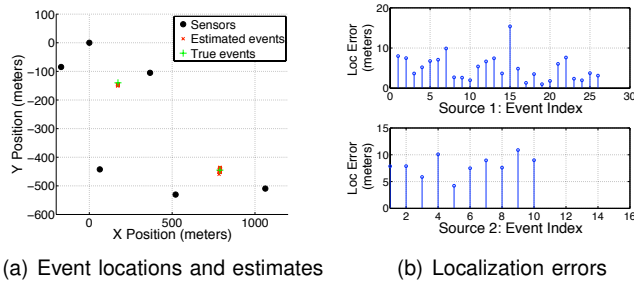 100
0
−100
−200
−300
−400
−500
−600
0
500
1000
Y Position (meters)
X Position (meters)
Sensors
Estimated events
True events
(a) Event locations and estimates
20
10
0
0
5
10
15
20
25
30
Loc Error
(meters)
Source 1: Event Index
15
10
5
0
2
4
6
8
10
12
14
16
Loc Error
(meters)
Source 2: Event Index
(b) Localization errors